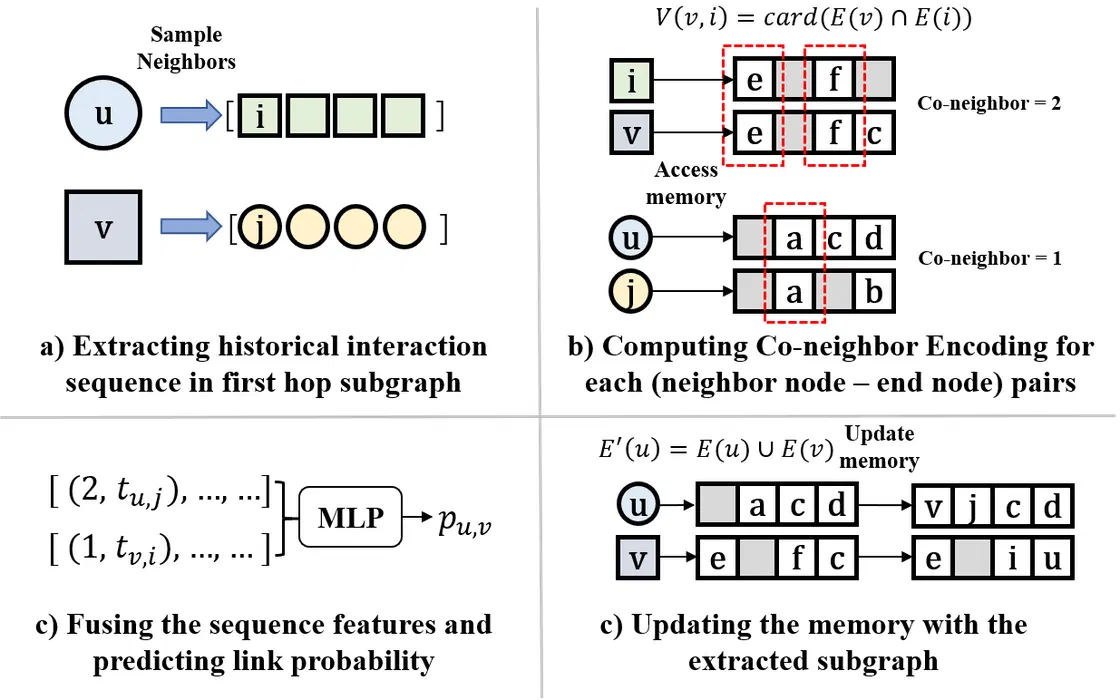 Sample
Neighbors
u
[ i ]
v
[ j ]
a) Extracting historical interaction
sequence in first hop subgraph
V(v,i) = card(E(v) ∩ E(i))
i e f
Co-neighbor = 2
v e f c
Access
memory
u a c d
Co-neighbor = 1
j a b
b) Computing Co-neighbor Encoding for
each (neighbor node – end node) pairs
[ (2, t_{u,j}), ..., ...]
[ (1, t_{v,i}), ..., ... ]
MLP
p_{u,v}
c) Fusing the sequence features and
predicting link probability
E′(u) = E(u) ∪ E(v)
Update
memory
u a c d v j c d
v e f c e i u
c) Updating the memory with the
extracted subgraph